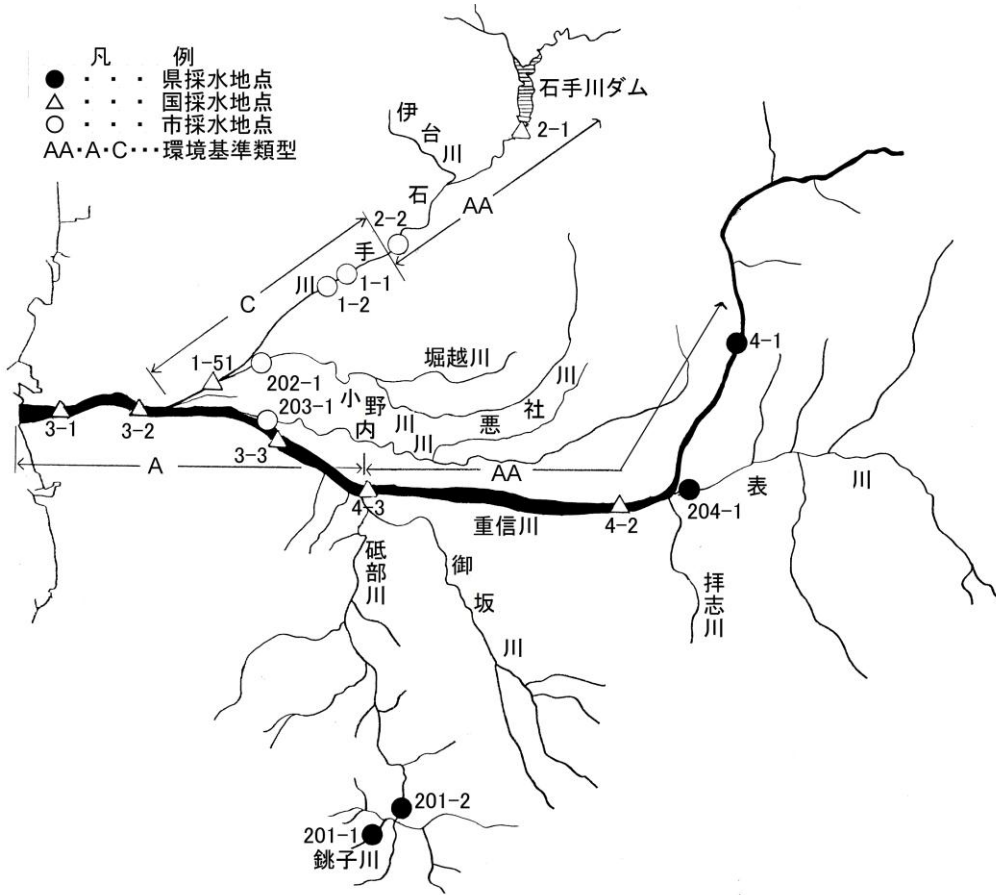 凡 例
● ・ ・ ・ 県採水地点
△ ・ ・ ・ 国採水地点
○ ・ ・ ・ 市採水地点
AA・A・C・・・環境基準類型
石手川ダム
2-1
伊台川
AA
石手川
2-2
1-1
1-2
C
1-51
202-1
堀越川
4-1
203-1
小野川
悪社川
内川
3-1
3-2
3-3
A
AA
4-3
重信川
4-2
204-1
表川
砥部川
御坂川
拝志川
201-2
201-1
銚子川